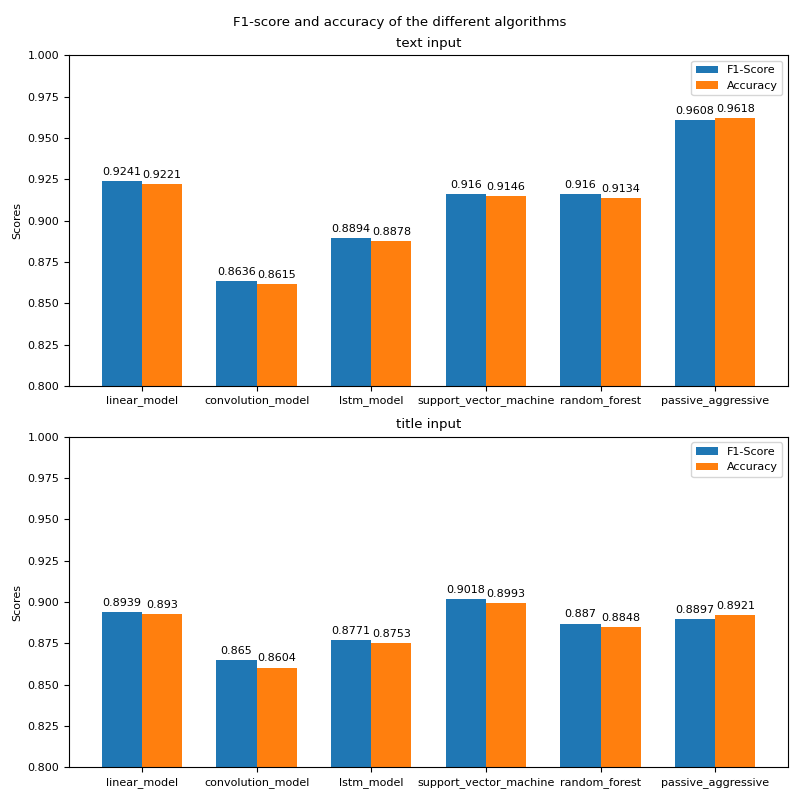 F1-score and accuracy of the different algorithms
text input
1.000
0.975
0.950
0.925
0.900
0.875
0.850
0.825
0.800
Scores
F1-Score
Accuracy
0.9241 0.9221
0.8636 0.8615
0.8894 0.8878
0.916 0.9146
0.916 0.9134
0.9608 0.9618
linear_model convolution_model lstm_model support_vector_machine random_forest passive_aggressive
title input
1.000
0.975
0.950
0.925
0.900
0.875
0.850
0.825
0.800
Scores
F1-Score
Accuracy
0.8939 0.893
0.865 0.8604
0.8771 0.8753
0.9018 0.8993
0.887 0.8848
0.8897 0.8921
linear_model convolution_model lstm_model support_vector_machine random_forest passive_aggressive